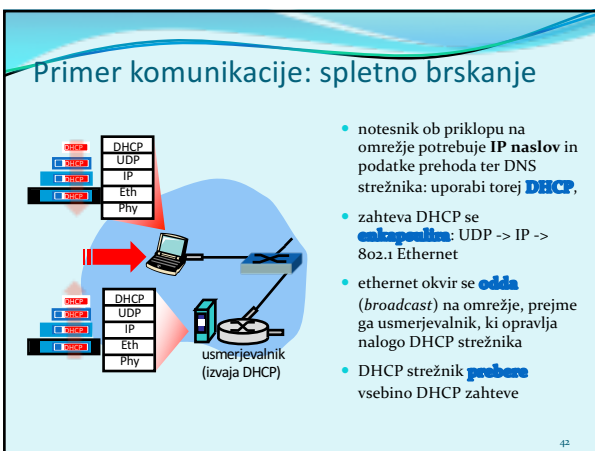 Primer komunikacije: spletno brskanje
DHCP
DHCP
DHCP
DHCP
DHCP
UDP
IP
Eth
Phy
DHCP
DHCP
DHCP
DHCP
DHCP
UDP
IP
Eth
Phy
usmerjevalnik
(izvaja DHCP)
• notesnik ob priklopu na
omrežje potrebuje IP naslov in
podatke prehoda ter DNS
strežnika: uporabi torej DHCP,
• zahteva DHCP se
enkapsulira: UDP -> IP ->
802.1 Ethernet
• ethernet okvir se odda
(broadcast) na omrežje, prejme
ga usmerjevalnik, ki opravlja
nalogo DHCP strežnika
• DHCP strežnik prebere
vsebino DHCP zahteve
42